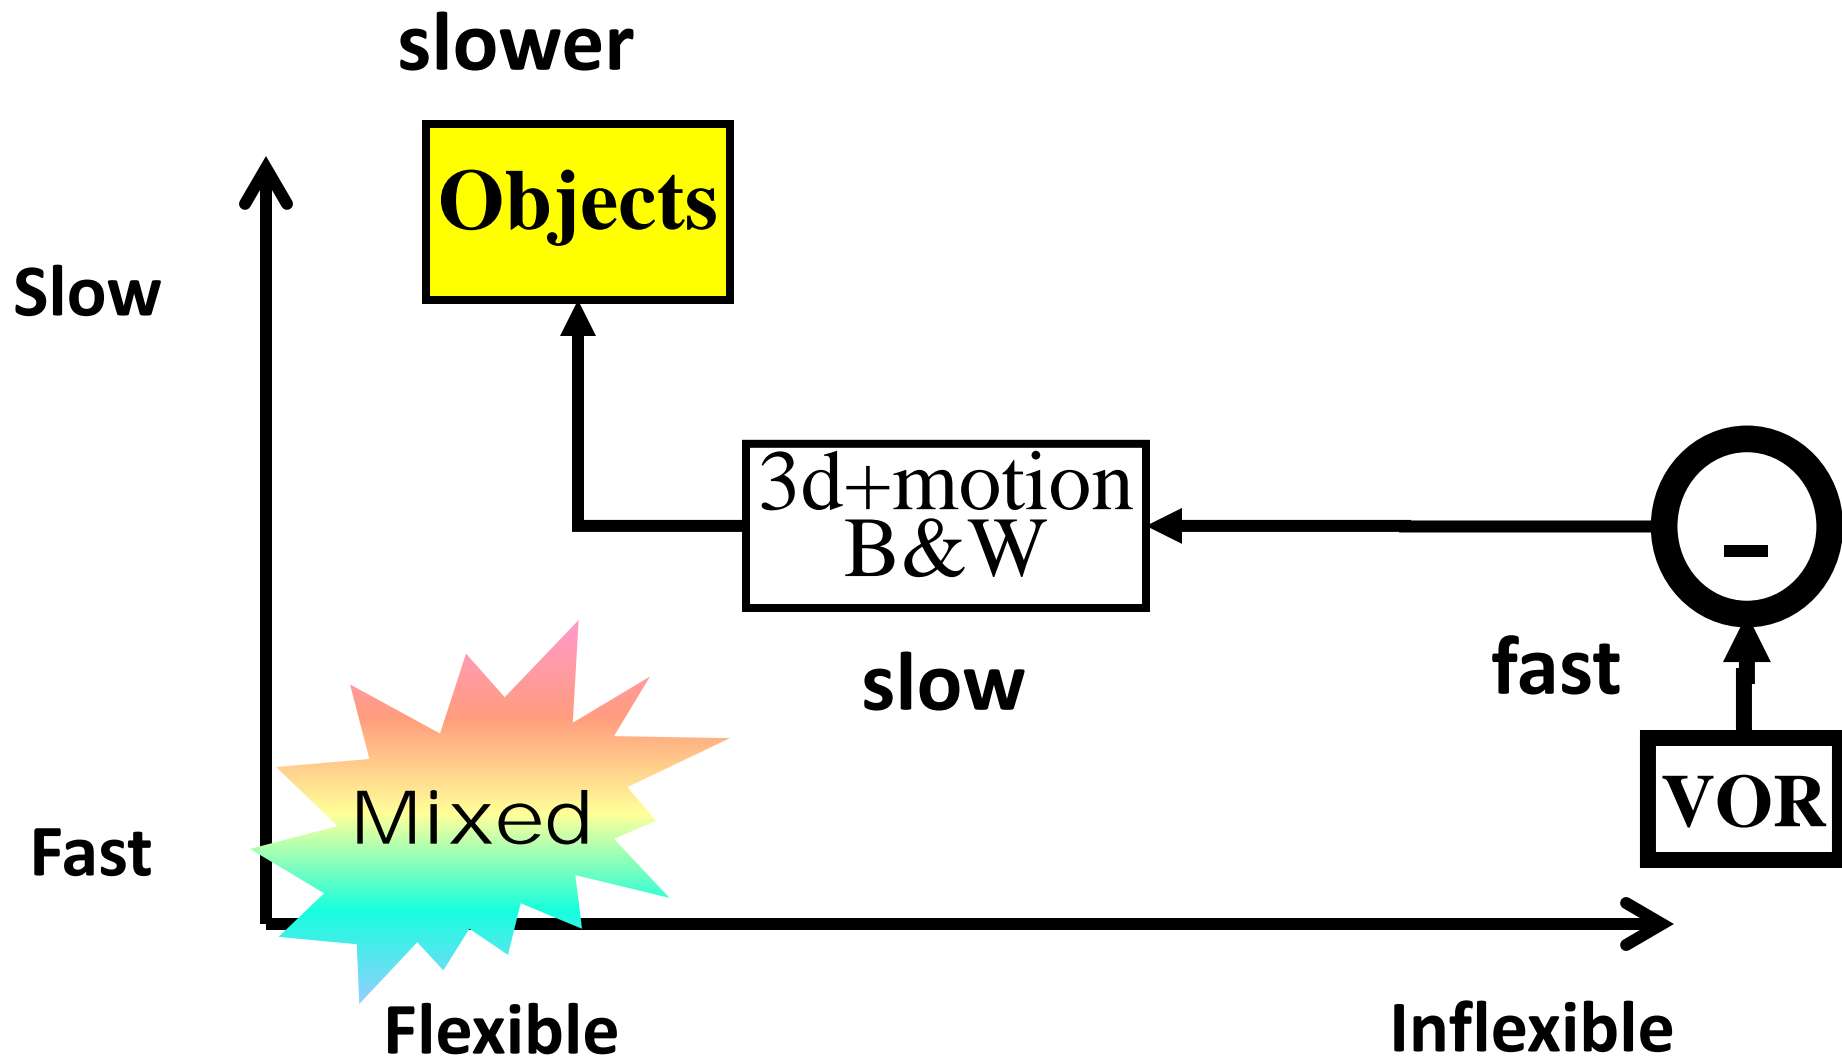 slower
Objects
Slow
3d+motion
B&W
-
slow
fast
VOR
Mixed
Fast
Flexible
Inflexible